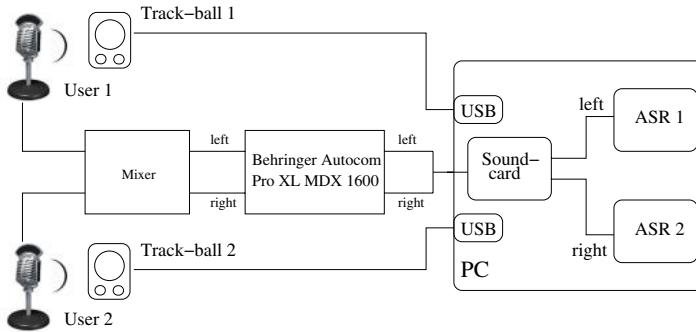 Track-ball 1
User 1
USB
left
ASR 1
left
left
Mixer
Behringer Autocom
Pro XL MDX 1600
Sound-
card
right
right
ASR 2
USB
right
Track-ball 2
PC
User 2